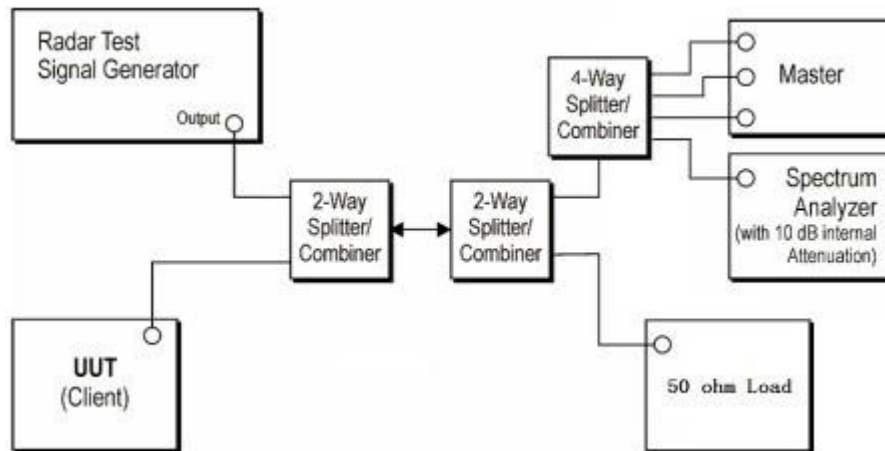 Radar Test
Signal Generator
Output
4-Way
Splitter/
Combiner
Master
2-Way
Splitter/
Combiner
2-Way
Splitter/
Combiner
Spectrum
Analyzer
(with 10 dB internal
Attenuation)
UUT
(Client)
50 ohm Load